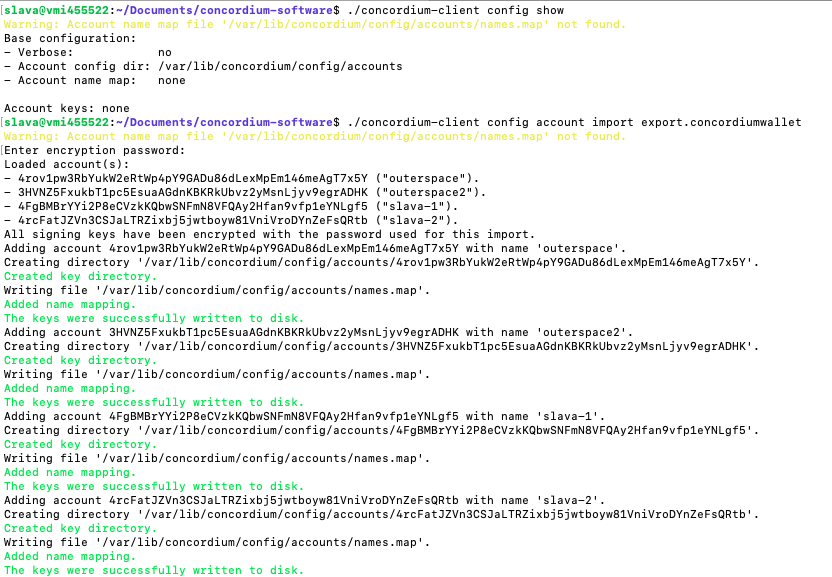 [slava@vmi455522:~/Documents/concordium-software$ ./concordium-client config show
Warning: Account name map file '/var/lib/concordium/config/accounts/names.map' not found.
Base configuration:
- Verbose:            no
- Account config dir: /var/lib/concordium/config/accounts
- Account name map:   none

Account keys: none
[slava@vmi455522:~/Documents/concordium-software$ ./concordium-client config account import export.concordiumwallet
Warning: Account name map file '/var/lib/concordium/config/accounts/names.map' not found.
[Enter encryption password:
Loaded account(s):
- 4rov1pw3RbYukW2eRtWp4pY9GADu86dLexMpEm146meAgT7x5Y ("outerspace").
- 3HVNZ5FxukbT1pc5EsuaAGdnKBKRkUbvz2yMsnLjyv9egrADHK ("outerspace2").
- 4FgBMBrYYi2P8eCVzkKQbwSNFmN8VFQAy2Hfan9vfp1eYNLgf5 ("slava-1").
- 4rcFatJZVn3CSJaLTRZixbj5jwtboyw81VniVroDYnZeFsQRtb ("slava-2").
All signing keys have been encrypted with the password used for this import.
Adding account 4rov1pw3RbYukW2eRtWp4pY9GADu86dLexMpEm146meAgT7x5Y with name 'outerspace'.
Creating directory '/var/lib/concordium/config/accounts/4rov1pw3RbYukW2eRtWp4pY9GADu86dLexMpEm146meAgT7x5Y'.
Created key directory.
Writing file '/var/lib/concordium/config/accounts/names.map'.
Added name mapping.
The keys were successfully written to disk.
Adding account 3HVNZ5FxukbT1pc5EsuaAGdnKBKRkUbvz2yMsnLjyv9egrADHK with name 'outerspace2'.
Creating directory '/var/lib/concordium/config/accounts/3HVNZ5FxukbT1pc5EsuaAGdnKBKRkUbvz2yMsnLjyv9egrADHK'.
Created key directory.
Writing file '/var/lib/concordium/config/accounts/names.map'.
Added name mapping.
The keys were successfully written to disk.
Adding account 4FgBMBrYYi2P8eCVzkKQbwSNFmN8VFQAy2Hfan9vfp1eYNLgf5 with name 'slava-1'.
Creating directory '/var/lib/concordium/config/accounts/4FgBMBrYYi2P8eCVzkKQbwSNFmN8VFQAy2Hfan9vfp1eYNLgf5'.
Created key directory.
Writing file '/var/lib/concordium/config/accounts/names.map'.
Added name mapping.
The keys were successfully written to disk.
Adding account 4rcFatJZVn3CSJaLTRZixbj5jwtboyw81VniVroDYnZeFsQRtb with name 'slava-2'.
Creating directory '/var/lib/concordium/config/accounts/4rcFatJZVn3CSJaLTRZixbj5jwtboyw81VniVroDYnZeFsQRtb'.
Created key directory.
Writing file '/var/lib/concordium/config/accounts/names.map'.
Added name mapping.
The keys were successfully written to disk.